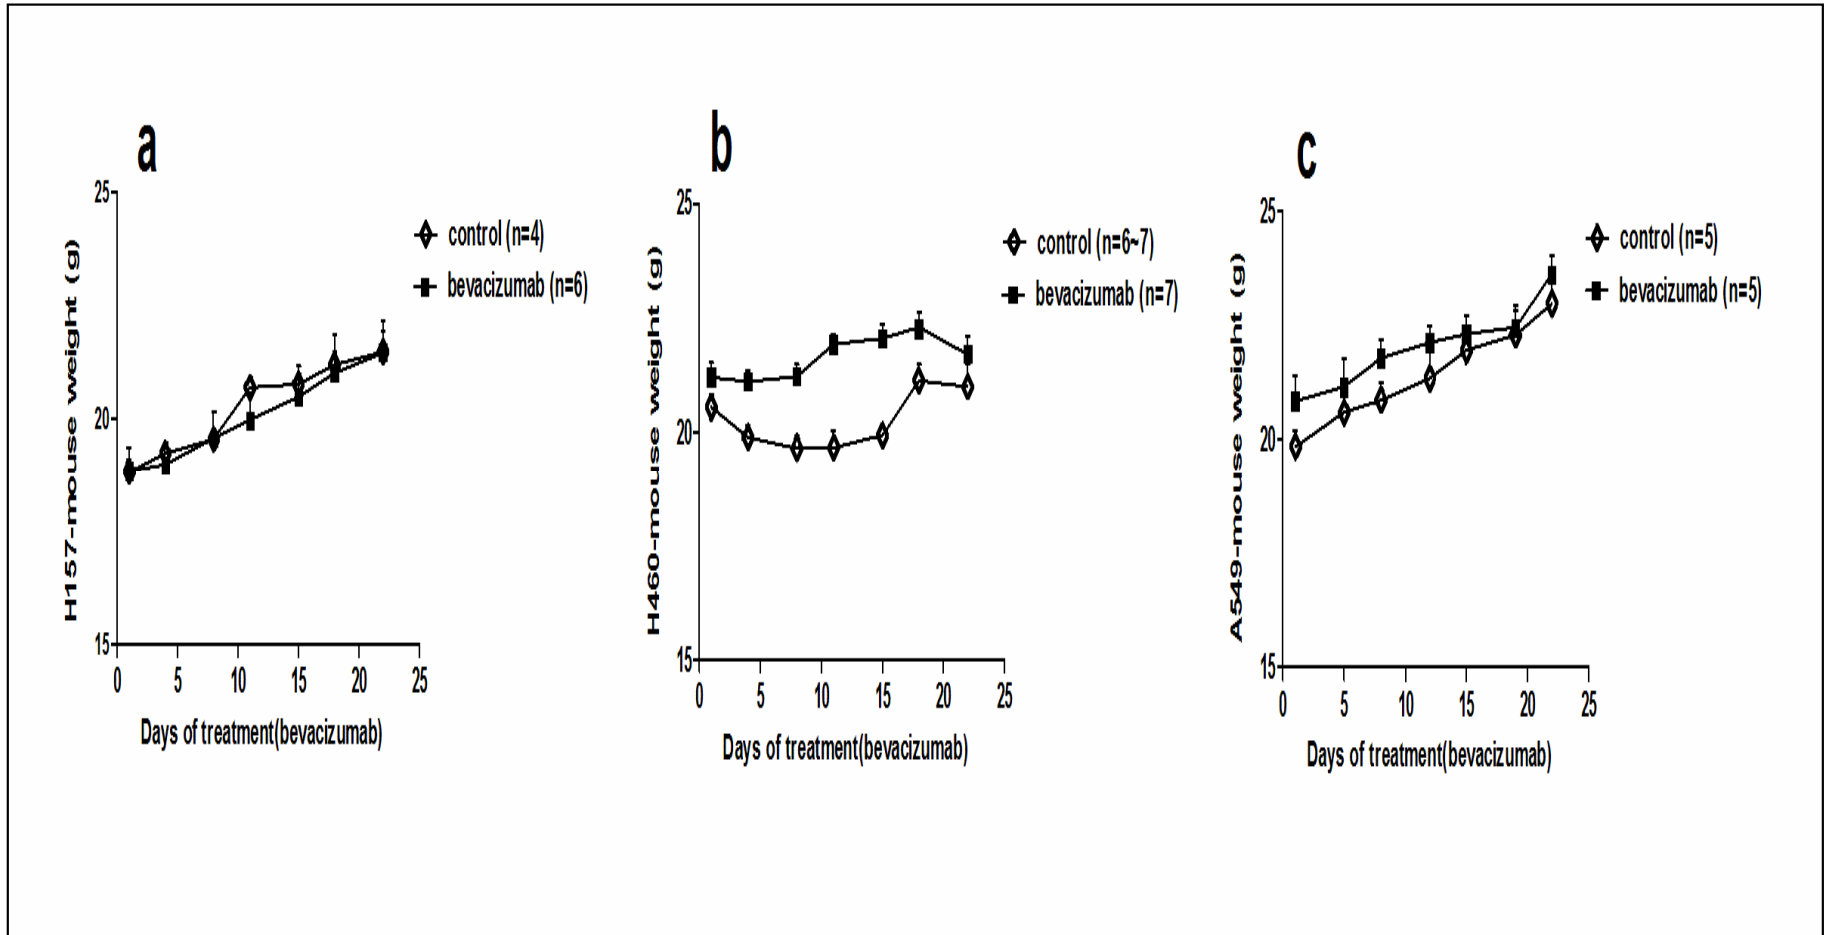 a
25
20
15
0 5 10 15 20 25
H157-mouse weight (g)
Days of treatment(bevacizumab)
control (n=4)
bevacizumab (n=6)
b
25
20
15
0 5 10 15 20 25
H460-mouse weight (g)
Days of treatment(bevacizumab)
control (n=6~7)
bevacizumab (n=7)
c
25
20
15
0 5 10 15 20 25
A549-mouse weight (g)
Days of treatment(bevacizumab)
control (n=5)
bevacizumab (n=5)